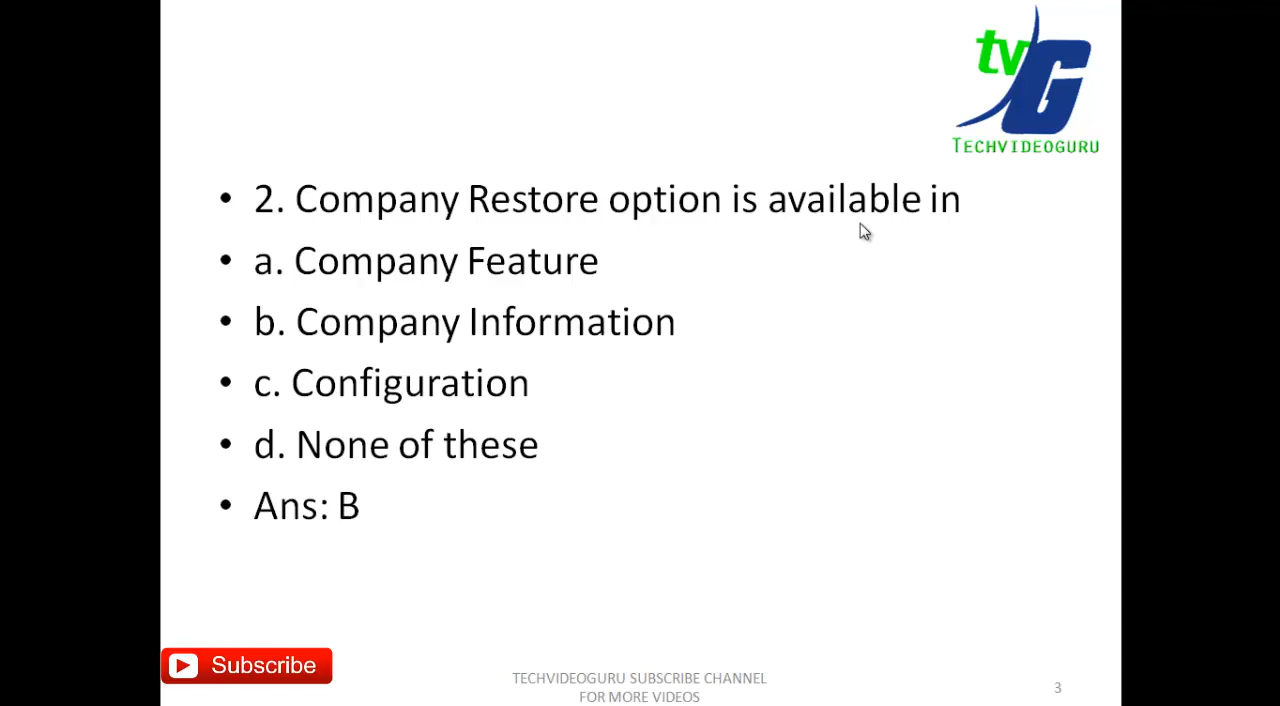 tvG
TECHVIDEOGURU
• 2. Company Restore option is available in
• a. Company Feature
• b. Company Information
• c. Configuration
• d. None of these
• Ans: B
Subscribe
TECHVIDEOGURU SUBSCRIBE CHANNEL
FOR MORE VIDEOS
3